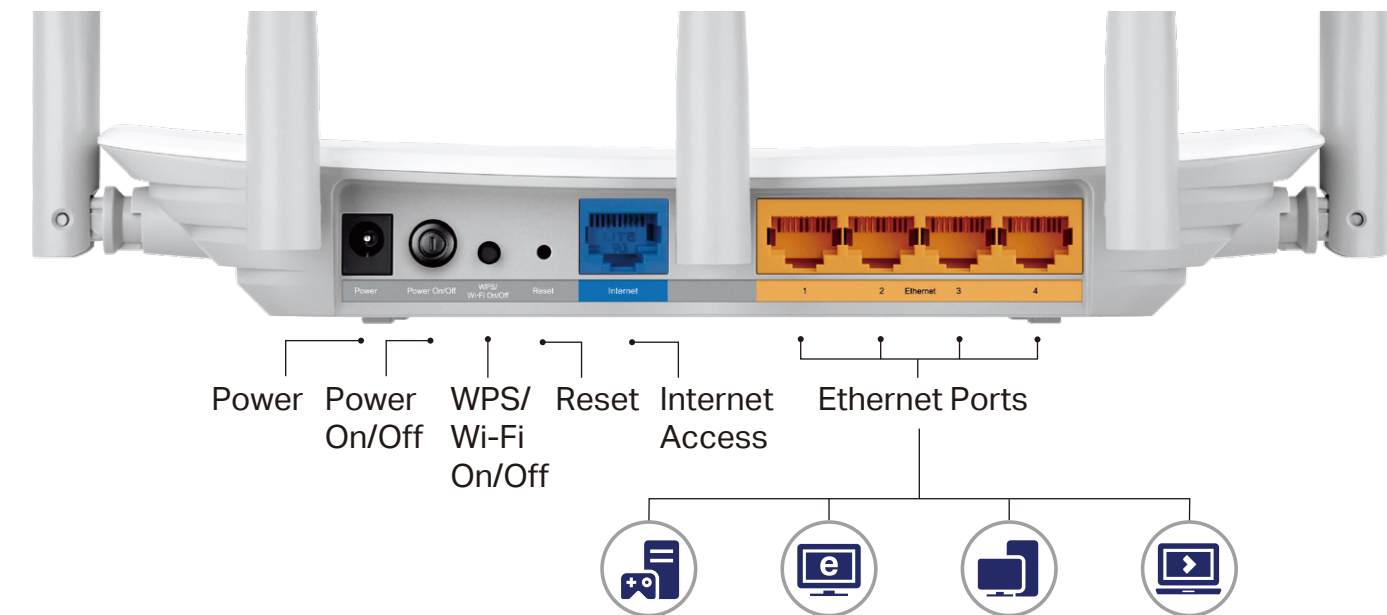 Power
Power On/Off
WPS/
Wi-Fi On/Off
Reset
Internet
1
2
Ethernet
3
4
Power
Power
On/Off
WPS/
Wi-Fi
On/Off
Reset
Internet
Access
Ethernet Ports
e